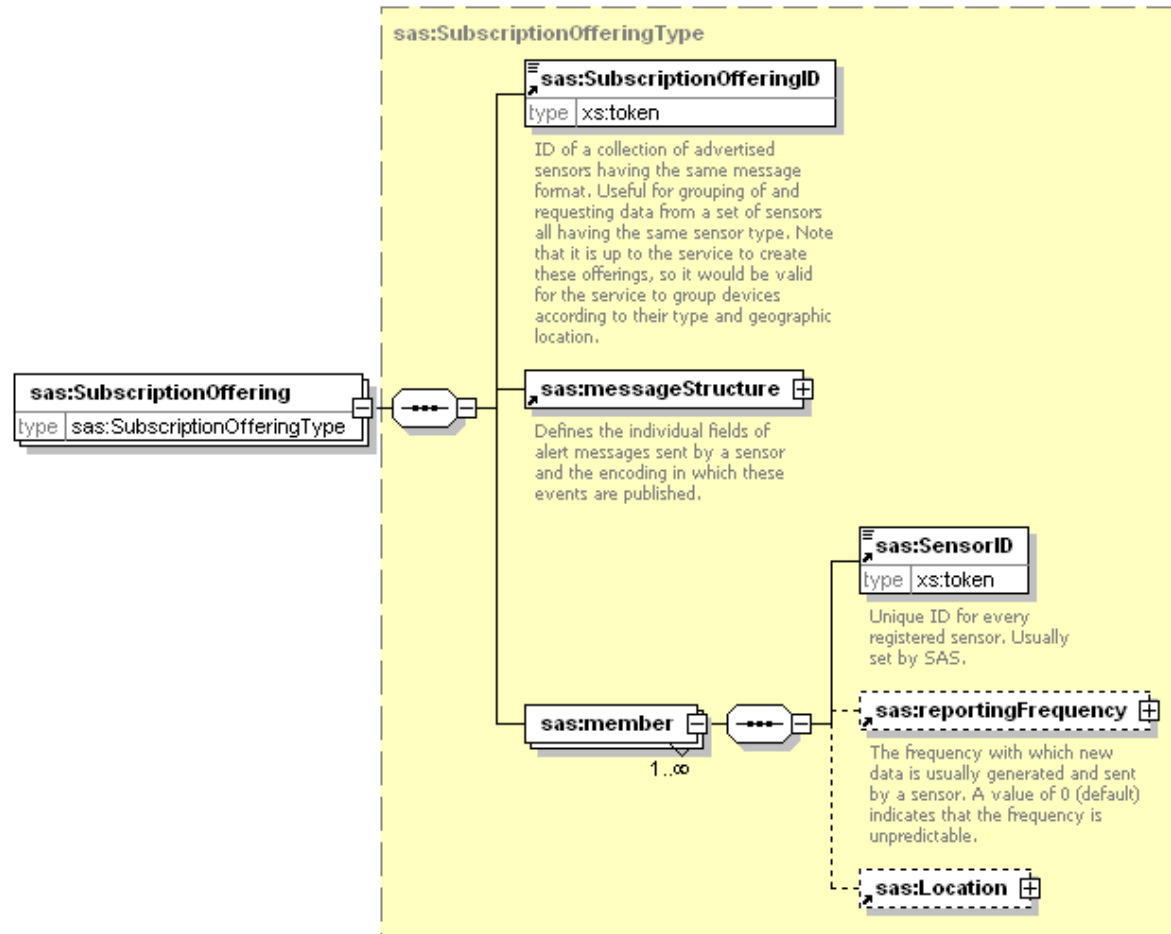 sas:SubscriptionOfferingType
sas:SubscriptionOfferingID
type xs:token
ID of a collection of advertised
sensors having the same message
format. Useful for grouping of and
requesting data from a set of sensors
all having the same sensor type. Note
that it is up to the service to create
these offerings, so it would be valid
for the service to group devices
according to their type and geographic
location.
sas:SubscriptionOffering
type sas:SubscriptionOfferingType
sas:messageStructure
Defines the individual fields of
alert messages sent by a sensor
and the encoding in which these
events are published.
sas:SensorID
type xs:token
Unique ID for every
registered sensor. Usually
set by SAS.
sas:member
1..∞
sas:reportingFrequency
The frequency with which new
data is usually generated and sent
by a sensor. A value of 0 (default)
indicates that the frequency is
unpredictable.
sas:Location